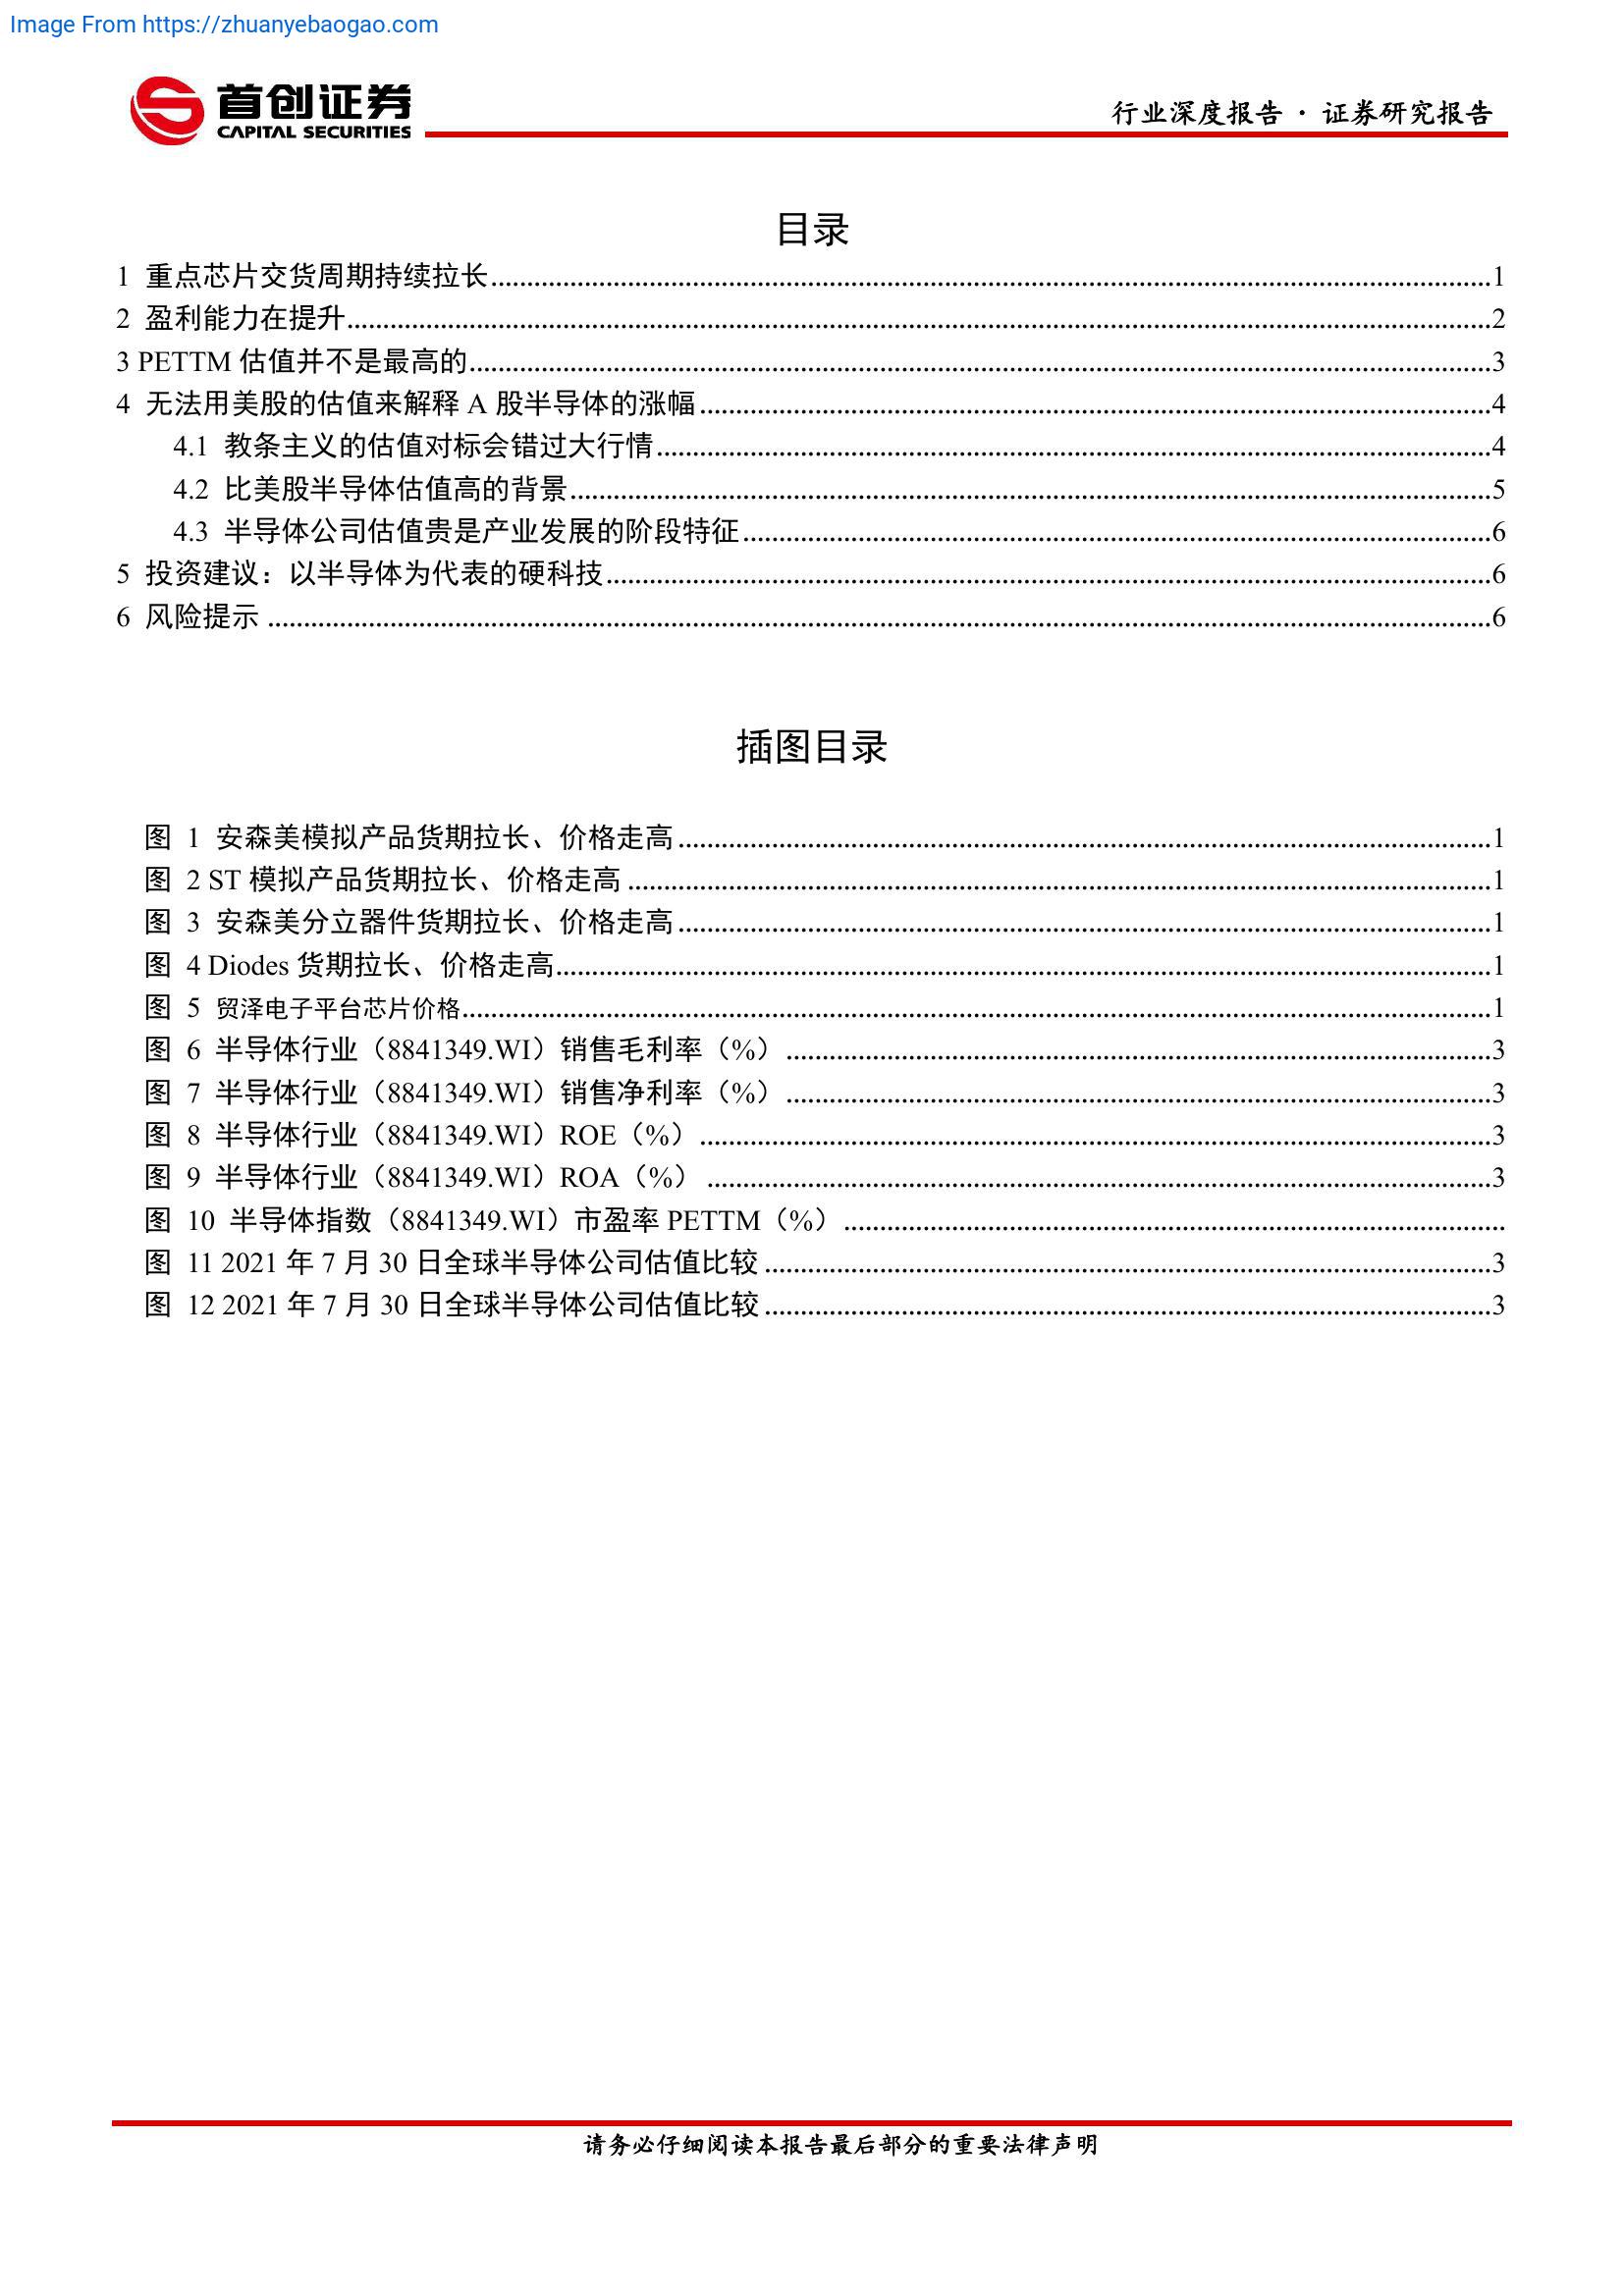 Image From https://zhuanyebaogao.com
首创证券
CAPITAL SECURITIES
行业深度报告 · 证券研究报告
目录
1 重点芯片交货周期持续拉长 1
2 盈利能力在提升 2
3 PETTM 估值并不是最高的 3
4 无法用美股的估值来解释 A 股半导体的涨幅 4
4.1 教条主义的估值对标会错过大行情 4
4.2 比美股半导体估值高的背景 5
4.3 半导体公司估值贵是产业发展的阶段特征 6
5 投资建议：以半导体为代表的硬科技 6
6 风险提示 6
插图目录
图 1 安森美模拟产品货期拉长、价格走高 1
图 2 ST 模拟产品货期拉长、价格走高 1
图 3 安森美分立器件货期拉长、价格走高 1
图 4 Diodes 货期拉长、价格走高 1
图 5 贸泽电子平台芯片价格 1
图 6 半导体行业（8841349.WI）销售毛利率（%） 3
图 7 半导体行业（8841349.WI）销售净利率（%） 3
图 8 半导体行业（8841349.WI）ROE（%） 3
图 9 半导体行业（8841349.WI）ROA（%） 3
图 10 半导体指数（8841349.WI）市盈率 PETTM（%）
图 11 2021 年 7 月 30 日全球半导体公司估值比较 3
图 12 2021 年 7 月 30 日全球半导体公司估值比较 3
请务必仔细阅读本报告最后部分的重要法律声明